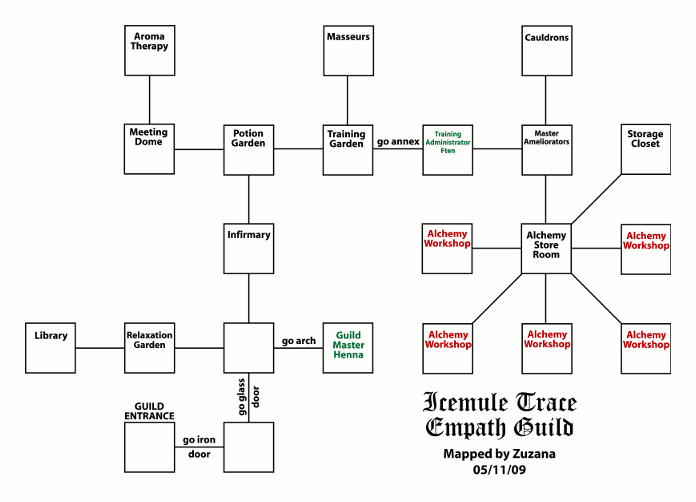 Aroma
Therapy
Masseurs
Cauldrons
Meeting
Dome
Potion
Garden
Training
Garden
go annex
Training
Administrator
Ften
Master
Ameliorators
Storage
Closet
Infirmary
Alchemy
Workshop
Alchemy
Store
Room
Alchemy
Workshop
Library
Relaxation
Garden
go arch
Guild
Master
Henna
Alchemy
Workshop
Alchemy
Workshop
Alchemy
Workshop
go glass
door
GUILD
ENTRANCE
go iron
door
Icemule Trace
Empath Guild
Mapped by Zuzana
05/11/09